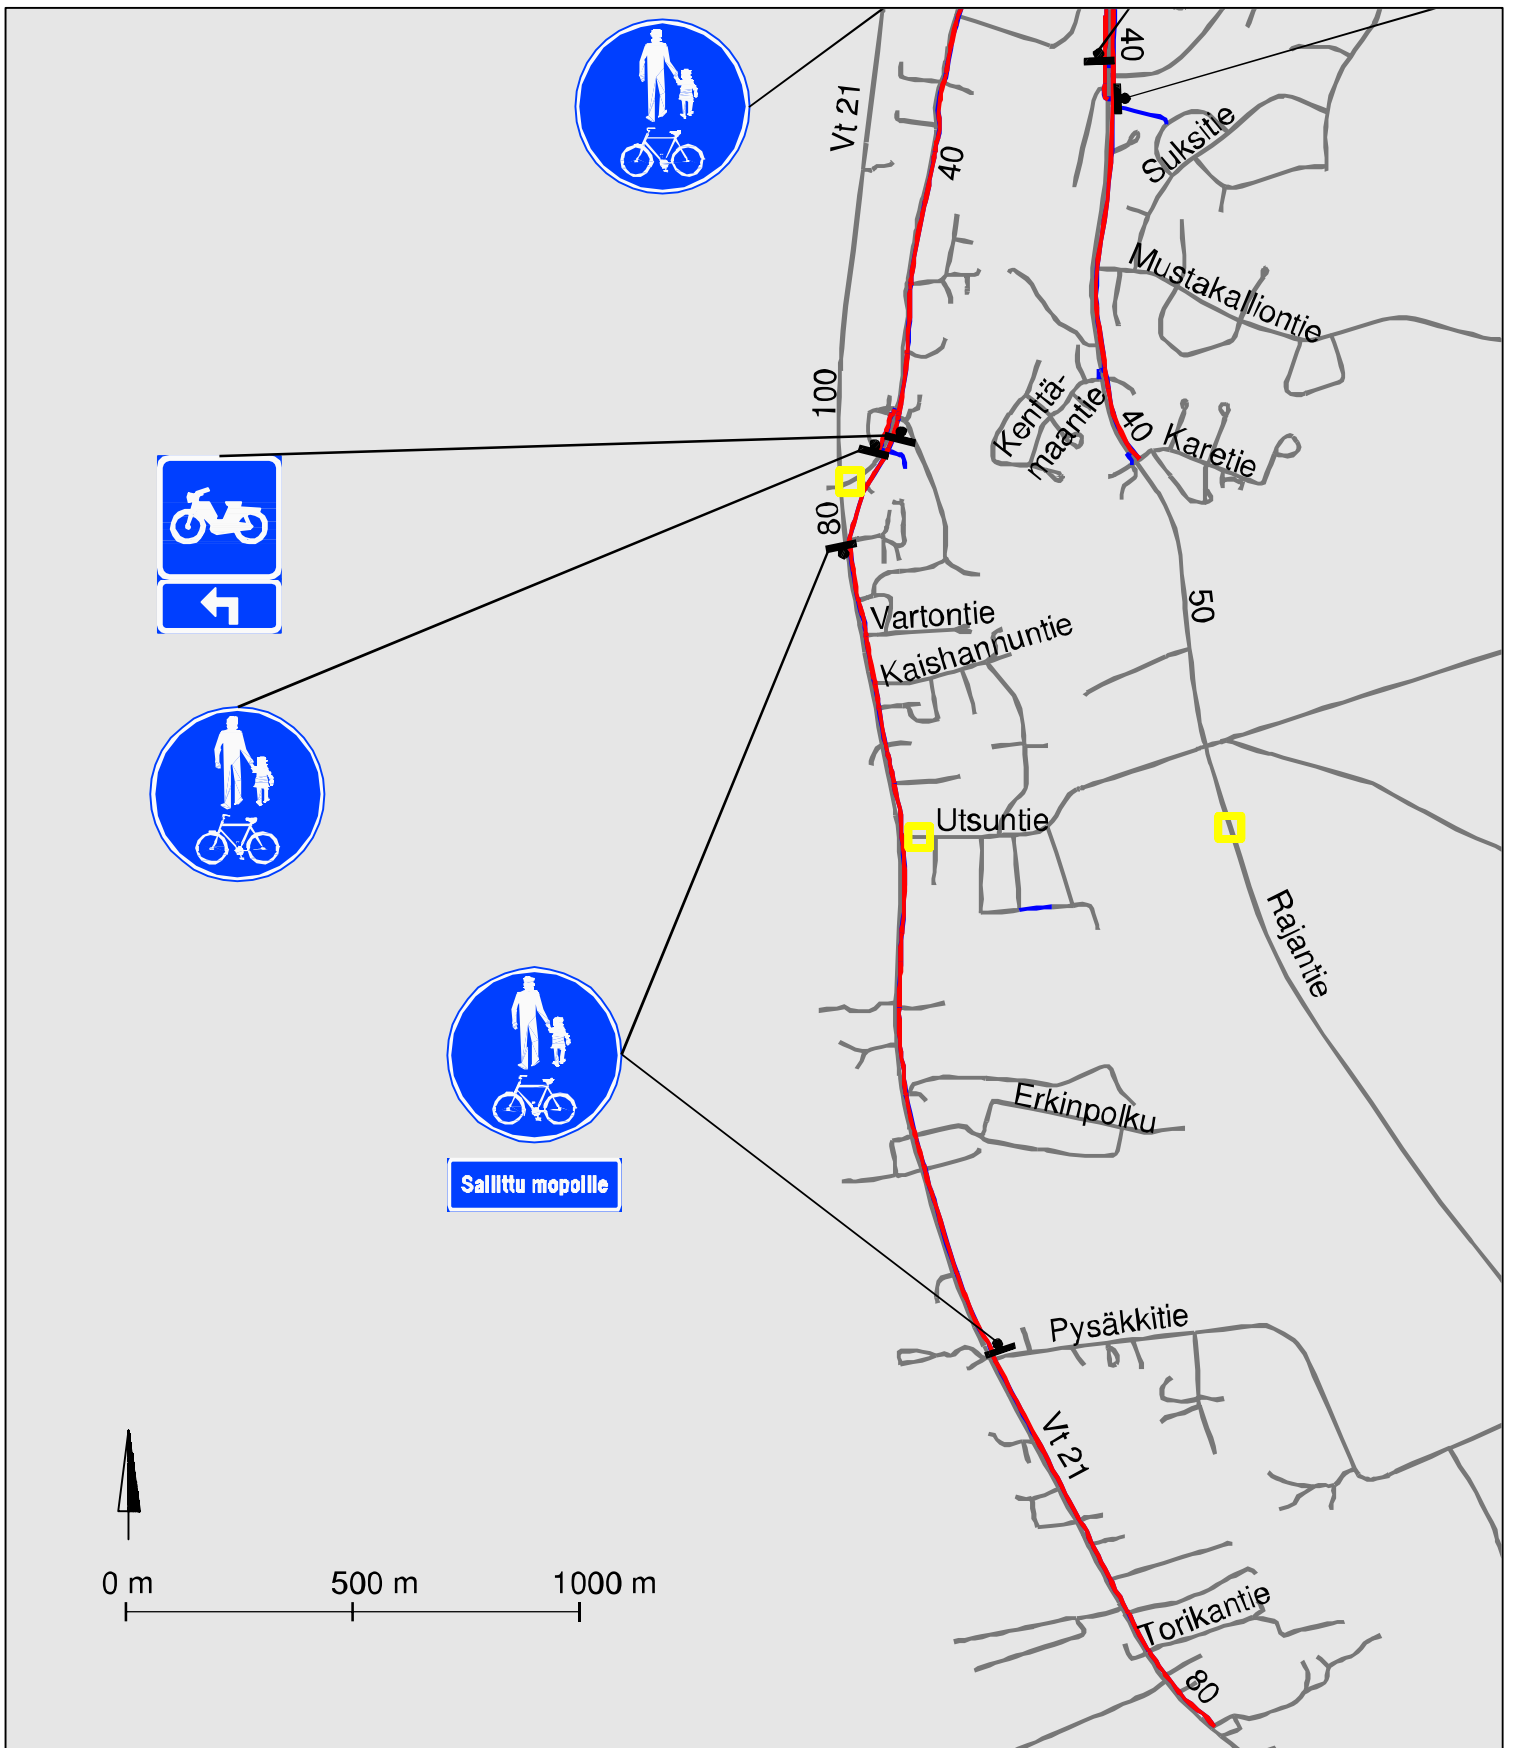 40
Vt 21
40
Suksitie
Mustakalliontie
100
Kenttä-
maantie
40
Karetie
80
50
Vartontie
Kaishannuntie
Utsuntie
Rajantie
Erkinpolku
Sallittu mopoille
Pysäkkitie
Vt 21
0 m
500 m
1000 m
Torikantie
80